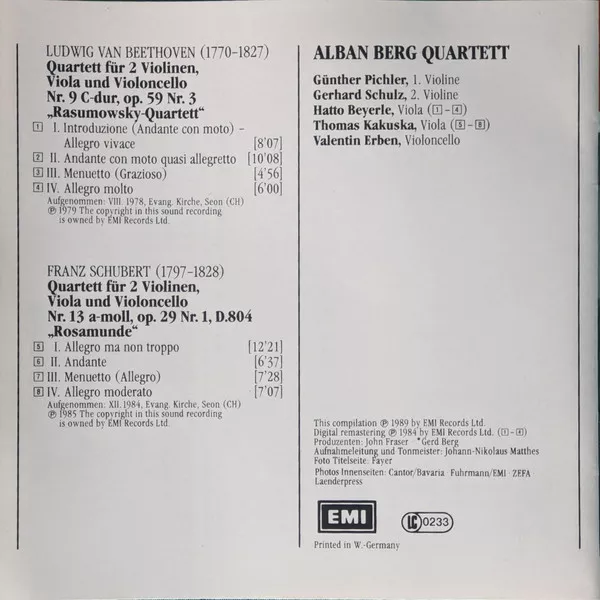 LUDWIG VAN BEETHOVEN (1770-1827)
Quartett für 2 Violinen,
Viola und Violoncello
Nr. 9 C-dur, op. 59 Nr. 3
„Rasumowsky-Quartett“
1 I. Introduzione (Andante con moto) –
Allegro vivace [8'07]
2 II. Andante con moto quasi allegretto [10'08]
3 III. Menuetto (Grazioso) [4'56]
4 IV. Allegro molto [6'00]
Aufgenommen: VIII. 1978, Evang. Kirche, Seon (CH)
℗ 1979 The copyright in this sound recording
is owned by EMI Records Ltd.
FRANZ SCHUBERT (1797-1828)
Quartett für 2 Violinen,
Viola und Violoncello
Nr. 13 a-moll, op. 29 Nr. 1, D.804
„Rosamunde“
5 I. Allegro ma non troppo [12'21]
6 II. Andante [6'37]
7 III. Menuetto (Allegro) [7'28]
8 IV. Allegro moderato [7'07]
Aufgenommen: XII. 1984, Evang. Kirche, Seon (CH)
℗ 1985 The copyright in this sound recording
is owned by EMI Records Ltd.
ALBAN BERG QUARTETT
Günther Pichler, 1. Violine
Gerhard Schulz, 2. Violine
Hatto Beyerle, Viola (1-4)
Thomas Kakuska, Viola (5-8)
Valentin Erben, Violoncello
This compilation ℗ 1989 by EMI Records Ltd.
Digital remastering ℗ 1984 by EMI Records Ltd. (1-4)
Produzenten: John Fraser · *Gerd Berg
Aufnahmeleitung und Tonmeister: Johann-Nikolaus Matthes
Foto Titelseite: Fayer
Photos Innenseiten: Cantor/Bavaria · Fuhrmann/EMI · ZEFA
Laenderpress
EMI
LC 0233
Printed in W.-Germany